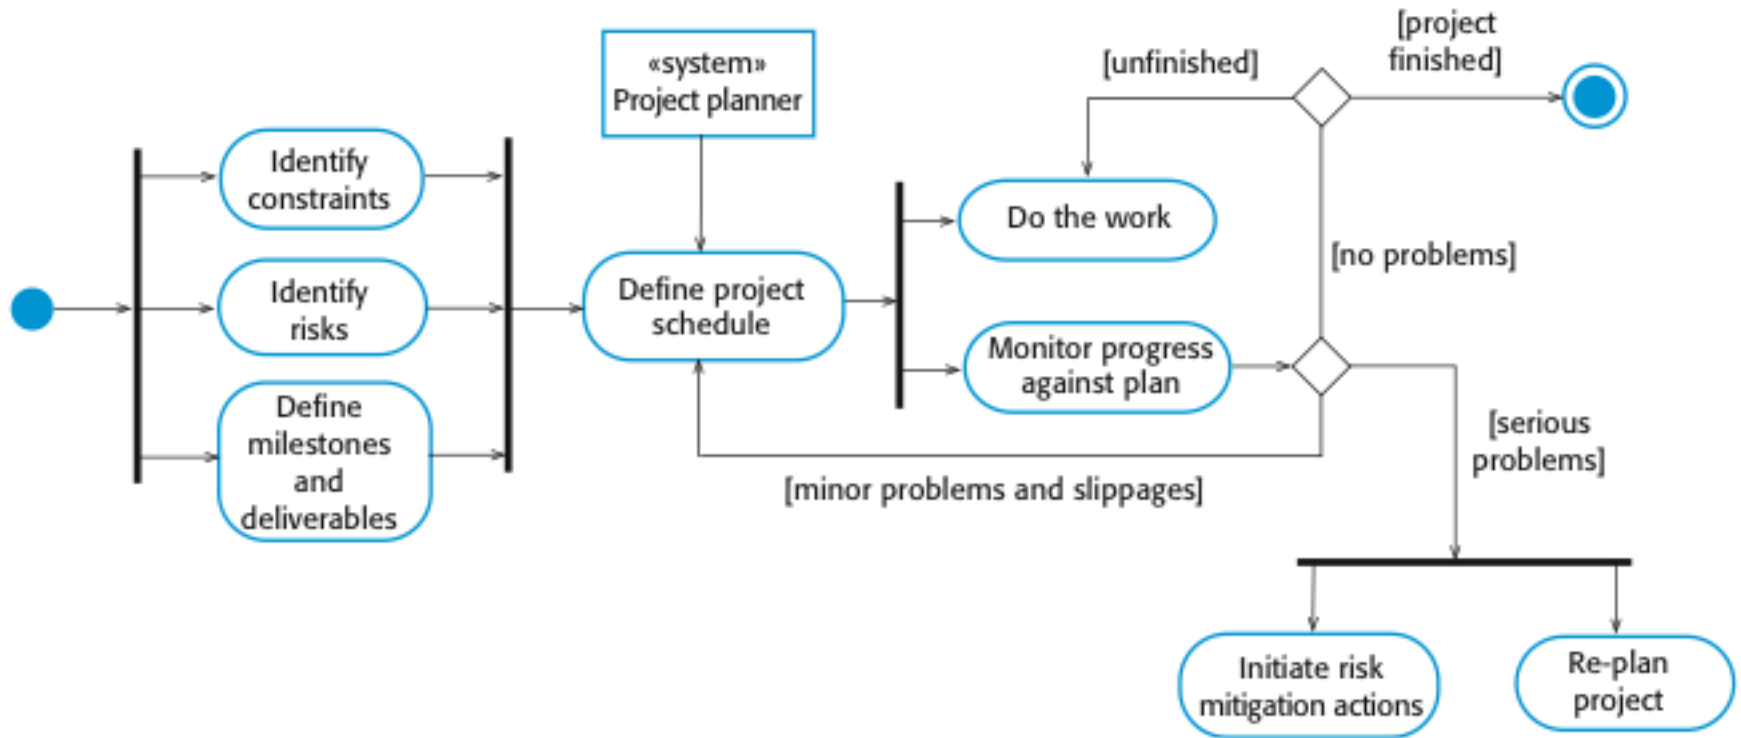 Identify
constraints
Identify
risks
Define
milestones
and
deliverables
«system»
Project planner
Define project
schedule
[unfinished]
[project
finished]
Do the work
[no problems]
Monitor progress
against plan
[minor problems and slippages]
[serious
problems]
Initiate risk
mitigation actions
Re-plan
project